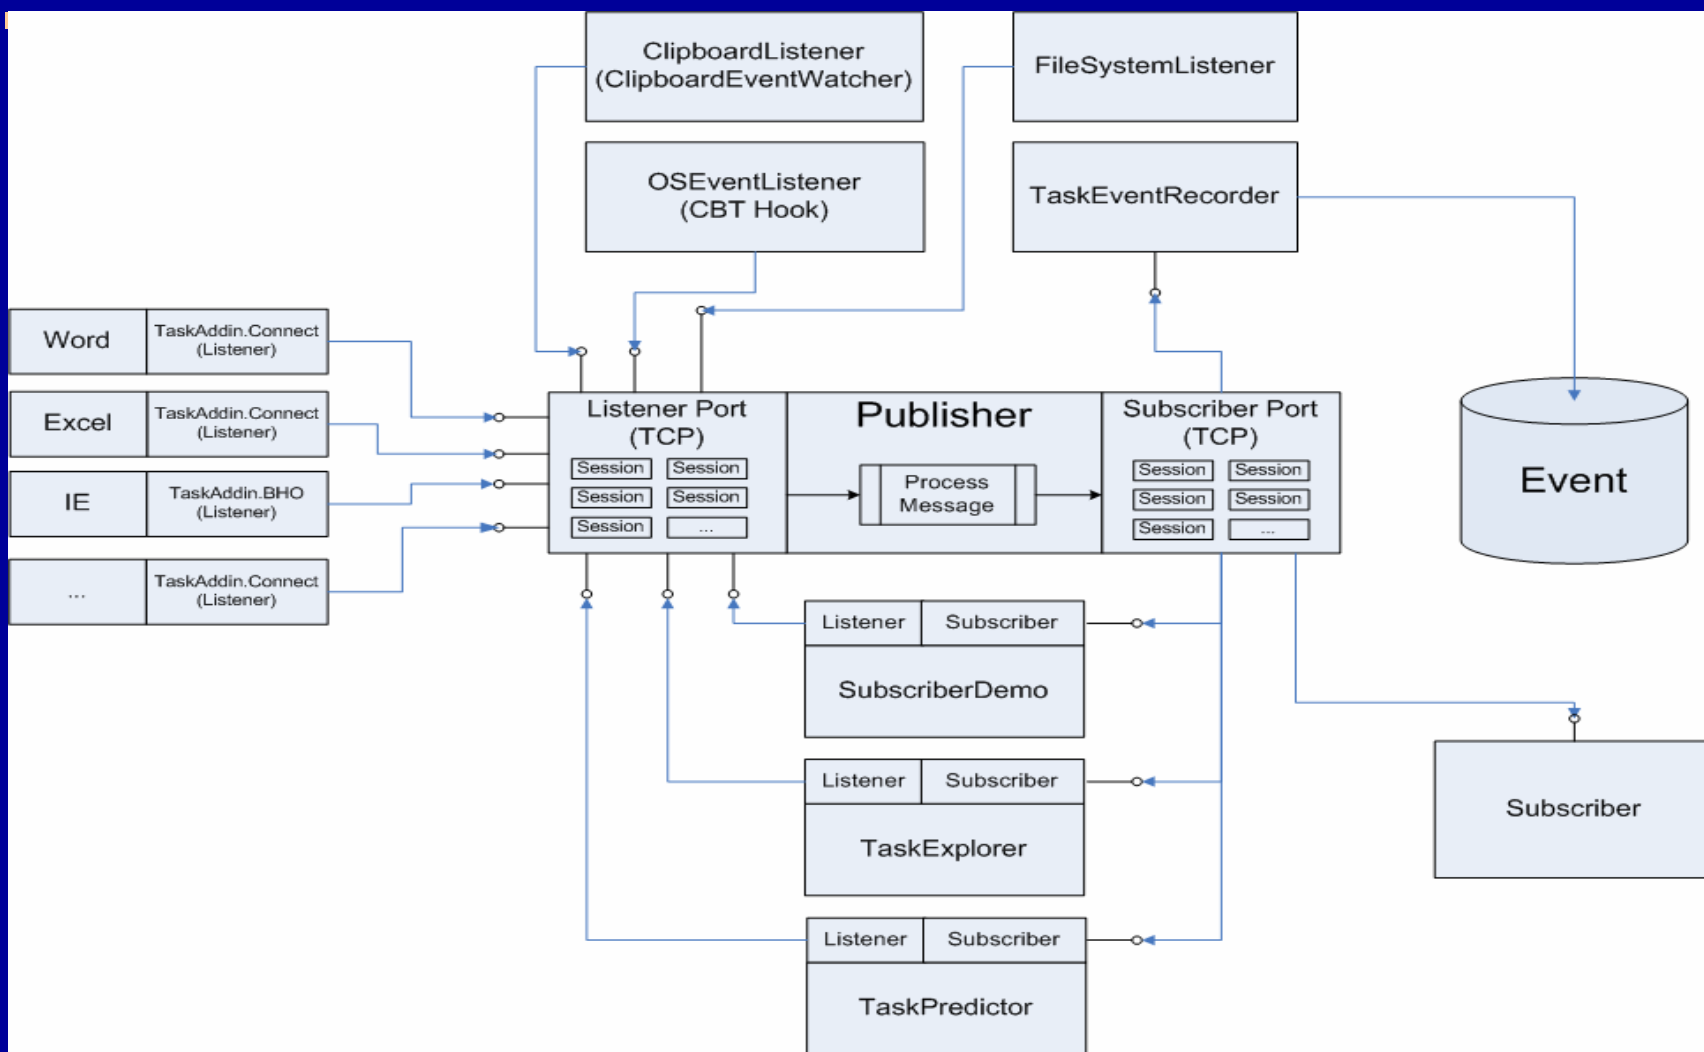 ClipboardListener
(ClipboardEventWatcher)
FileSystemListener
OSEventListener
(CBT Hook)
TaskEventRecorder
Word
TaskAddin.Connect
(Listener)
Excel
TaskAddin.Connect
(Listener)
IE
TaskAddin.BHO
(Listener)
...
TaskAddin.Connect
(Listener)
Listener Port
(TCP)
Session Session
Session Session
Session ...
Publisher
Process
Message
Subscriber Port
(TCP)
Session Session
Session Session
Session ...
Event
Listener Subscriber
SubscriberDemo
Listener Subscriber
TaskExplorer
Listener Subscriber
TaskPredictor
Subscriber